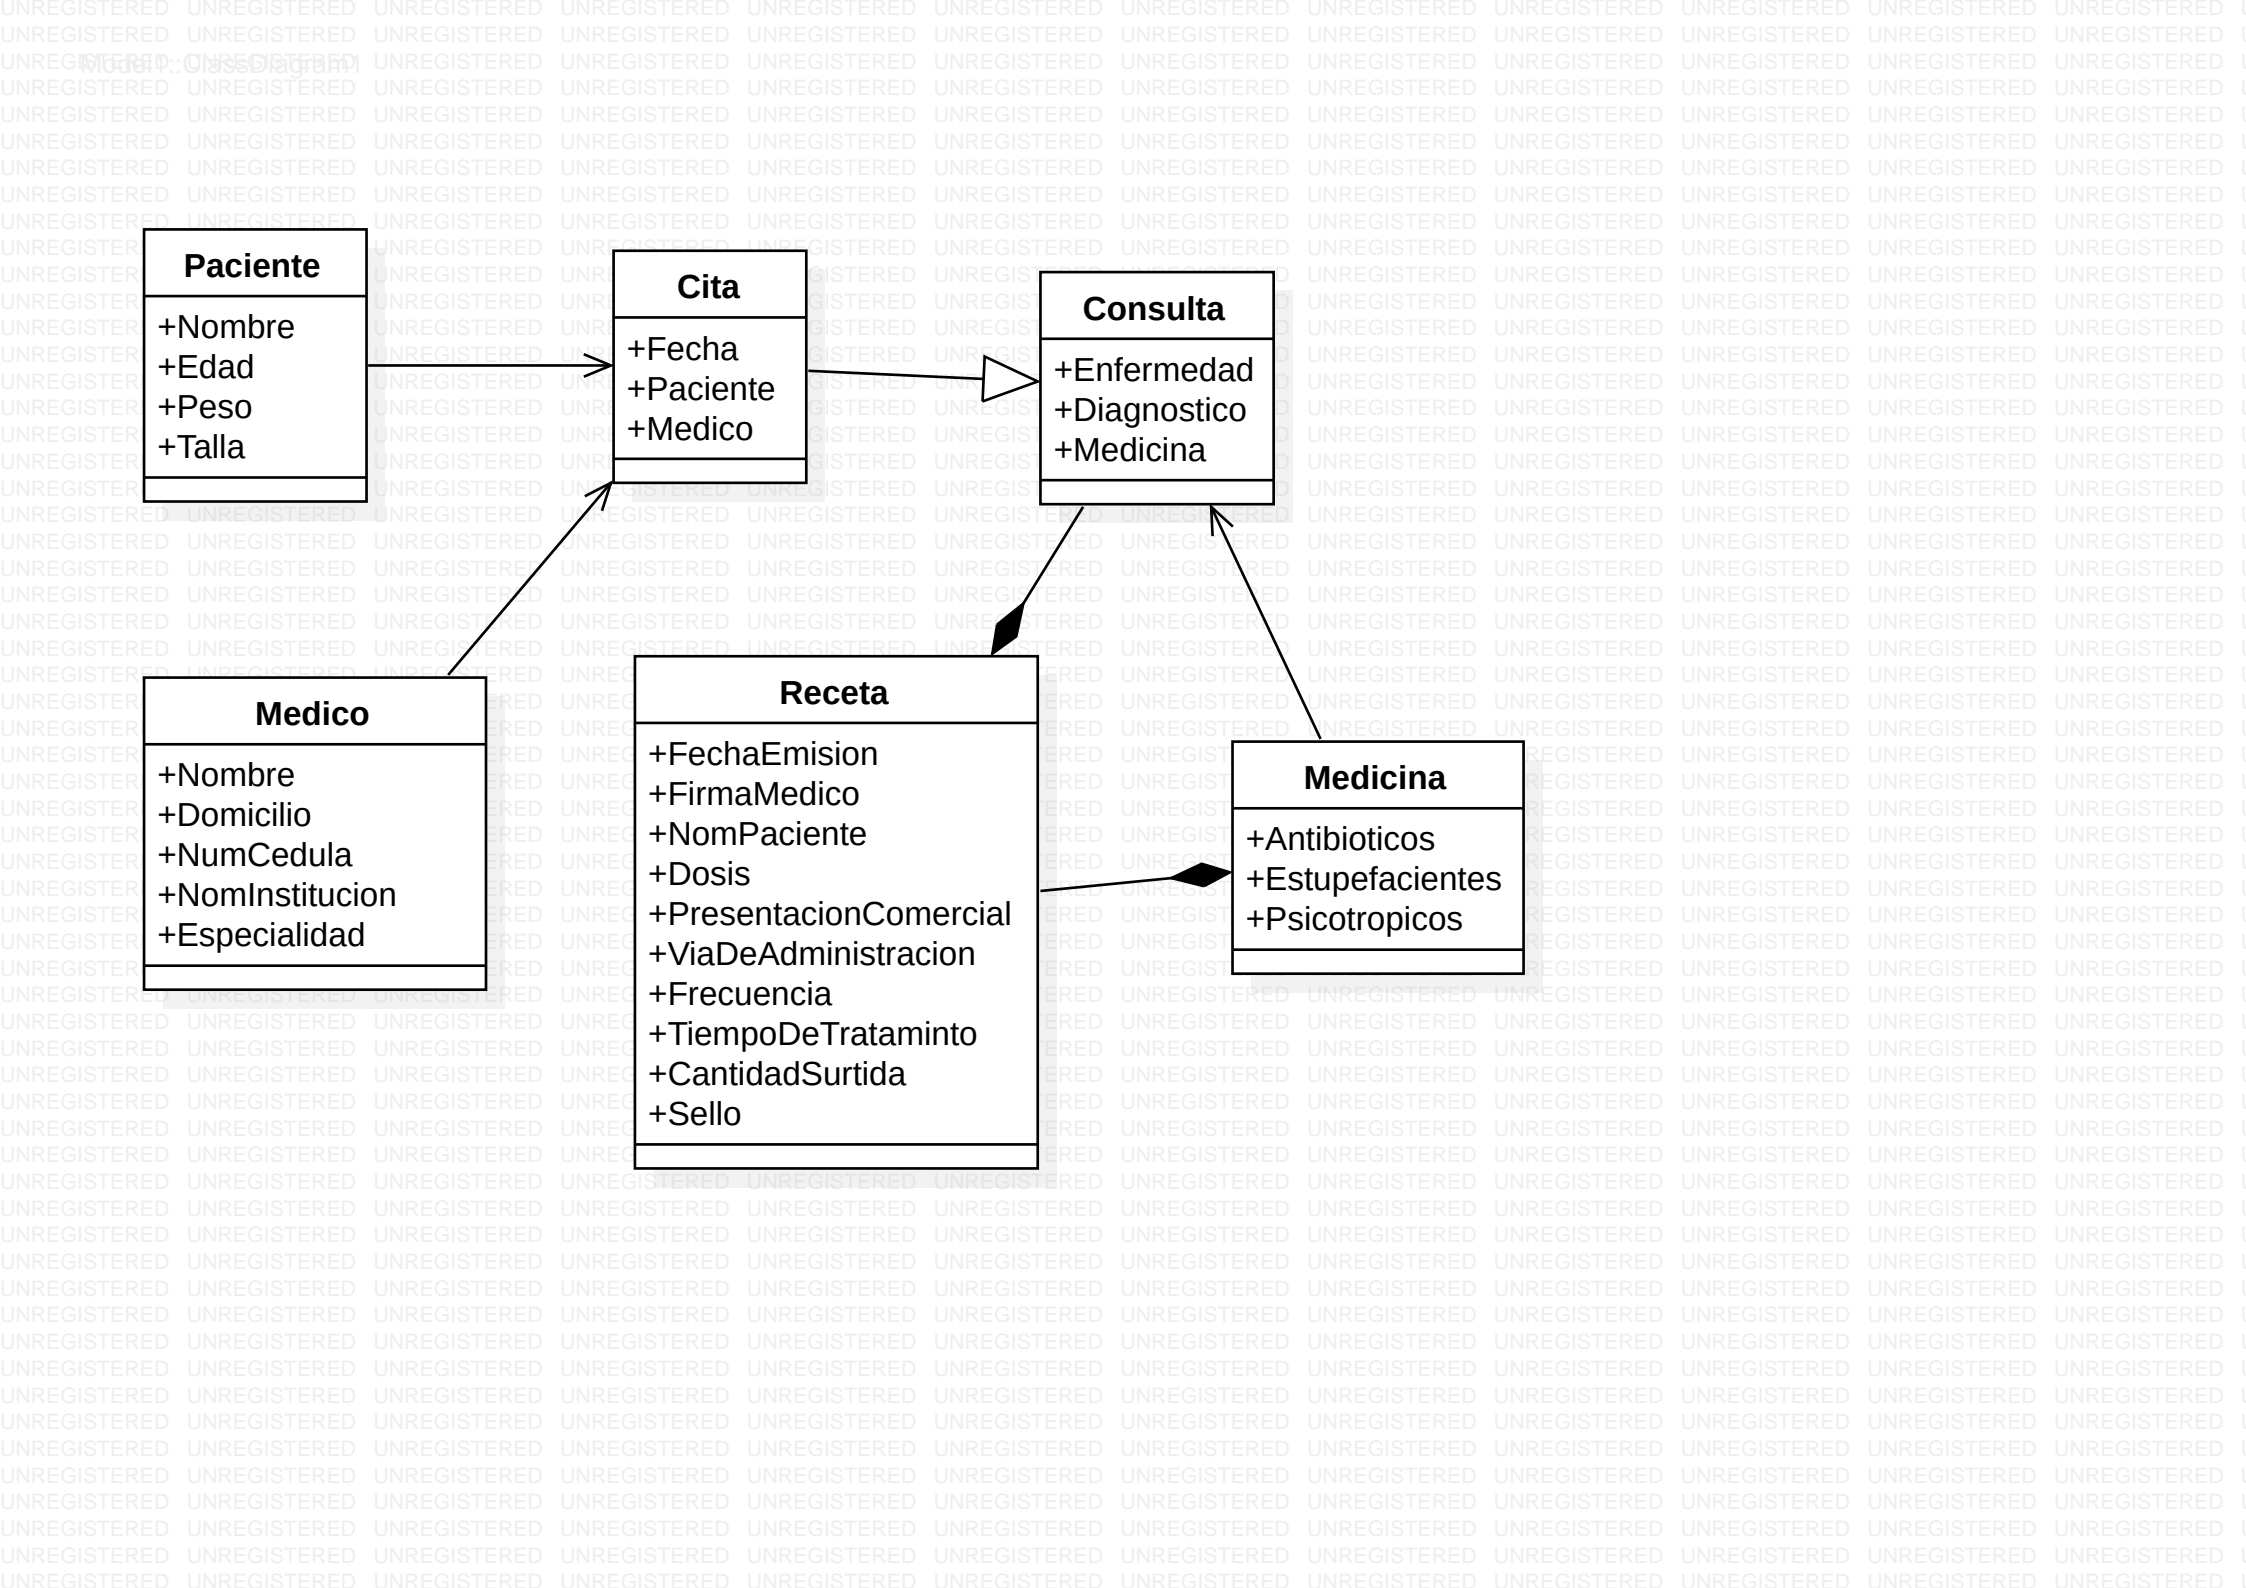 Model1::ClassDiagram1
Paciente
+Nombre
+Edad
+Peso
+Talla
Cita
+Fecha
+Paciente
+Medico
Consulta
+Enfermedad
+Diagnostico
+Medicina
Medico
+Nombre
+Domicilio
+NumCedula
+NomInstitucion
+Especialidad
Receta
+FechaEmision
+FirmaMedico
+NomPaciente
+Dosis
+PresentacionComercial
+ViaDeAdministracion
+Frecuencia
+TiempoDeTrataminto
+CantidadSurtida
+Sello
Medicina
+Antibioticos
+Estupefacientes
+Psicotropicos
UNREGISTERED